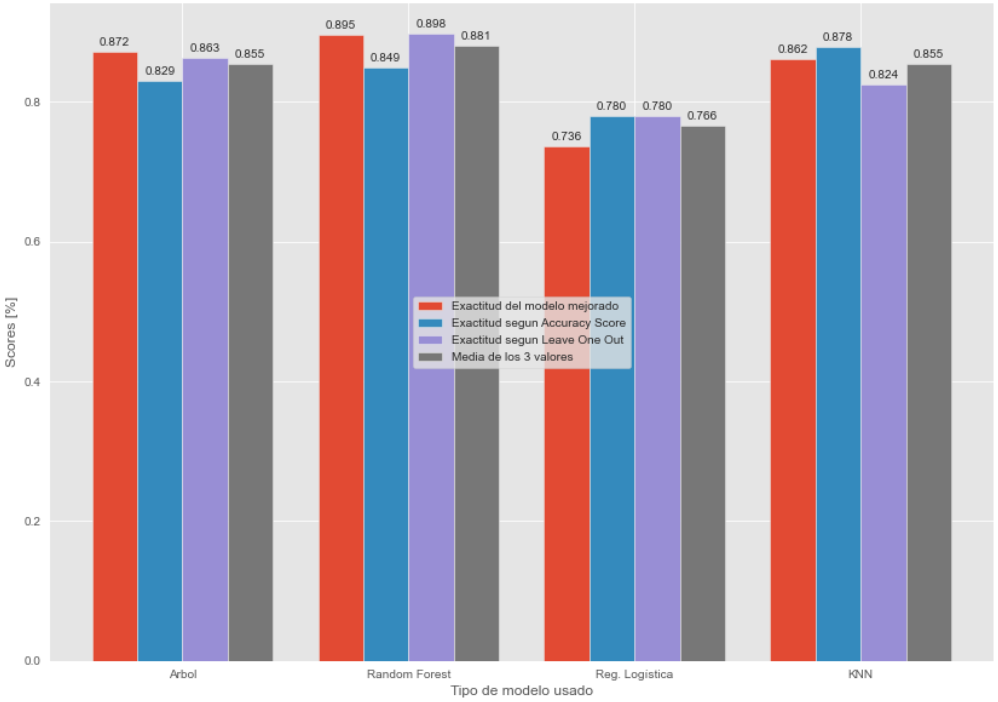 0.872
0.829
0.863
0.855
0.895
0.849
0.898
0.881
0.736
0.780
0.780
0.766
0.862
0.878
0.824
0.855
0.8
0.6
0.4
0.2
0.0
Scores [%]
Exactitud del modelo mejorado
Exactitud segun Accuracy Score
Exactitud segun Leave One Out
Media de los 3 valores
Arbol
Random Forest
Reg. Logística
KNN
Tipo de modelo usado